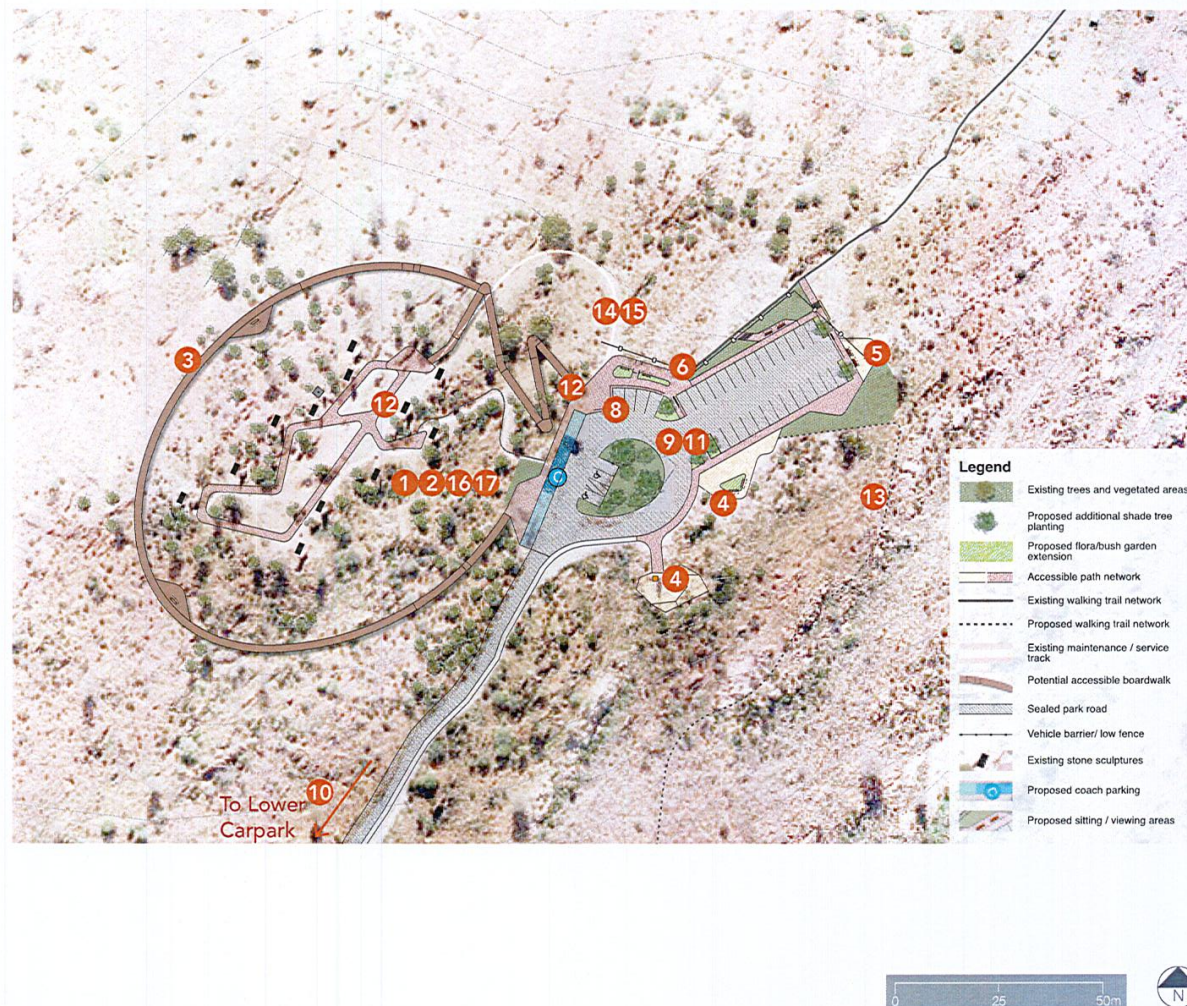 14 15
3
5
6
12
12
8
9 11
1 2 16 17
C
4
13
4
10
To Lower
Carpark
Legend
Existing trees and vegetated areas
Proposed additional shade tree
planting
Proposed flora/bush garden
extension
Accessible path network
Existing walking trail network
Proposed walking trail network
Existing maintenance / service
track
Potential accessible boardwalk
Sealed park road
Vehicle barrier/ low fence
Existing stone sculptures
C
Proposed coach parking
Proposed sitting / viewing areas
0
25
50m
N